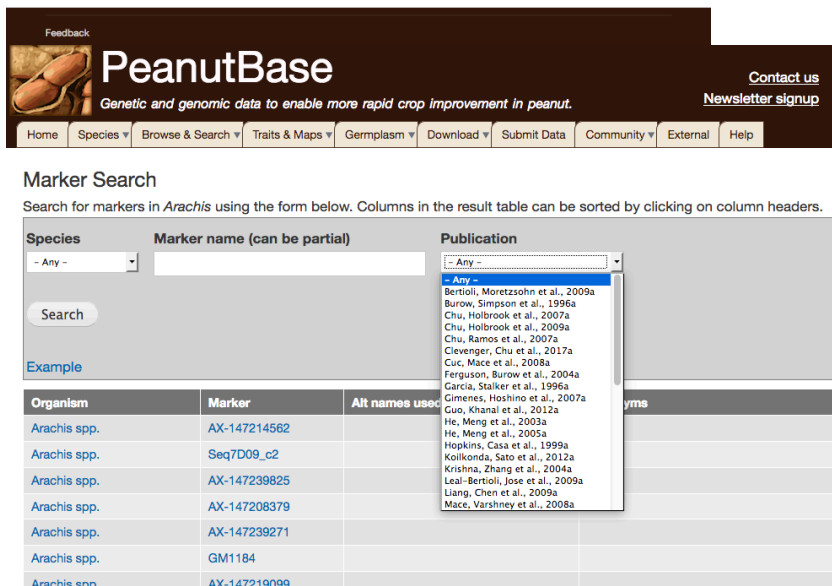 Feedback
PeanutBase
Genetic and genomic data to enable more rapid crop improvement in peanut.
Contact us
Newsletter signup
Home Species Browse & Search Traits & Maps Germplasm Download Submit Data Community External Help
Marker Search
Search for markers in Arachis using the form below. Columns in the result table can be sorted by clicking on column headers.
Species Marker name (can be partial) Publication
- Any - - Any -
- Any -
Bertioli, Moretzsohn et al., 2009a
Burow, Simpson et al., 1996a
Chu, Holbrook et al., 2007a
Chu, Holbrook et al., 2009a
Chu, Ramos et al., 2007a
Clevenger, Chu et al., 2017a
Cuc, Mace et al., 2008a
Ferguson, Burow et al., 2004a
Garcia, Stalker et al., 1996a
Gimenes, Hoshino et al., 2007a
Guo, Khanal et al., 2012a
He, Meng et al., 2003a
He, Meng et al., 2005a
Hopkins, Casa et al., 1999a
Koilkonda, Sato et al., 2012a
Krishna, Zhang et al., 2004a
Leal-Bertioli, Jose et al., 2009a
Liang, Chen et al., 2009a
Mace, Varshney et al., 2008a
Search
Example
Organism Marker Alt names used yms
Arachis spp. AX-147214562
Arachis spp. Seq7D09_c2
Arachis spp. AX-147239825
Arachis spp. AX-147208379
Arachis spp. AX-147239271
Arachis spp. GM1184
Arachis spp. AX-147219099